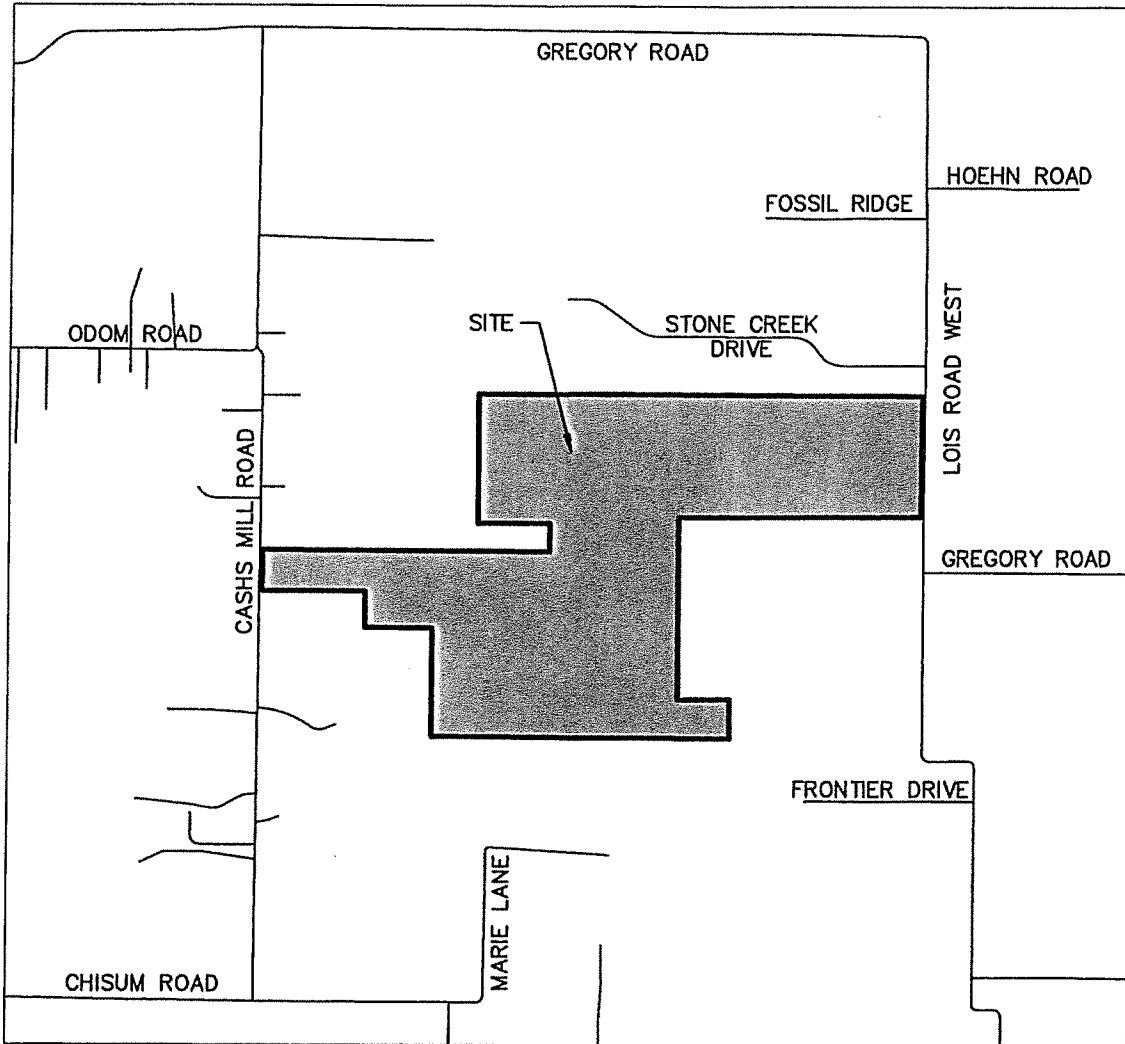 GREGORY ROAD
HOEHN ROAD
FOSSIL RIDGE
LOIS ROAD WEST
SITE
STONE CREEK
DRIVE
ODOM ROAD
CASHS MILL ROAD
GREGORY ROAD
FRONTIER DRIVE
MARIE LANE
CHISUM ROAD